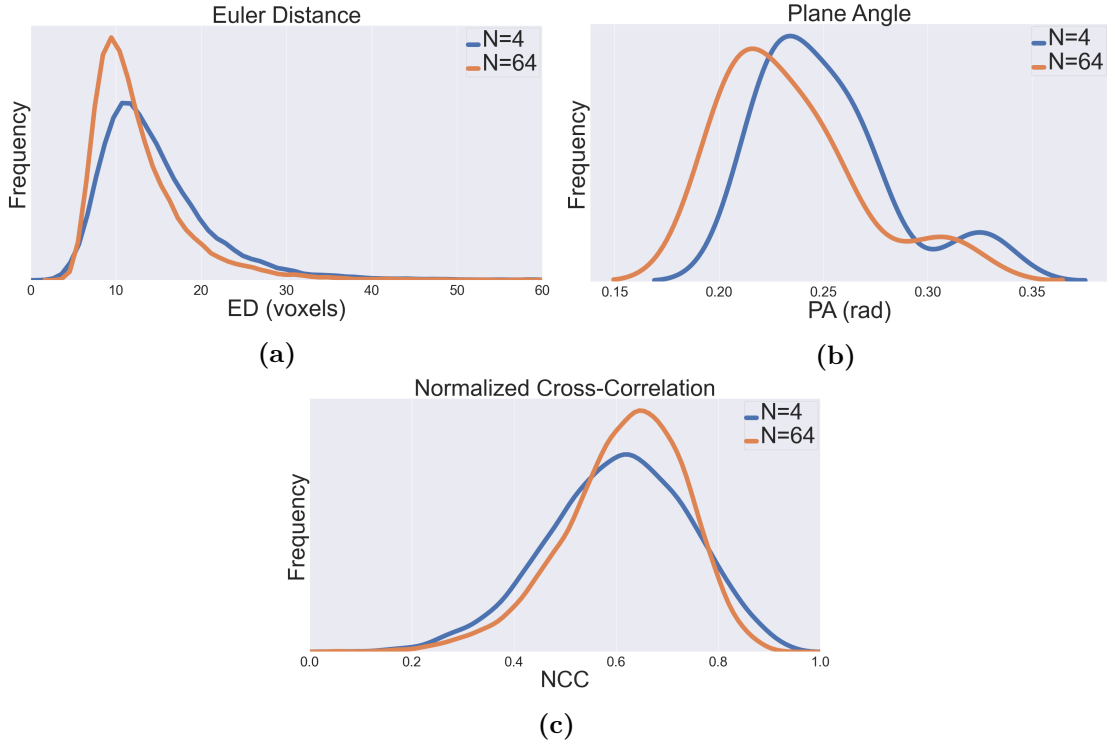 Euler Distance
N=4
N=64
Frequency
0 10 20 30 40 50 60
ED (voxels)
(a)
Plane Angle
N=4
N=64
Frequency
0.15 0.20 0.25 0.30 0.35
PA (rad)
(b)
Normalized Cross-Correlation
N=4
N=64
Frequency
0.0 0.2 0.4 0.6 0.8 1.0
NCC
(c)